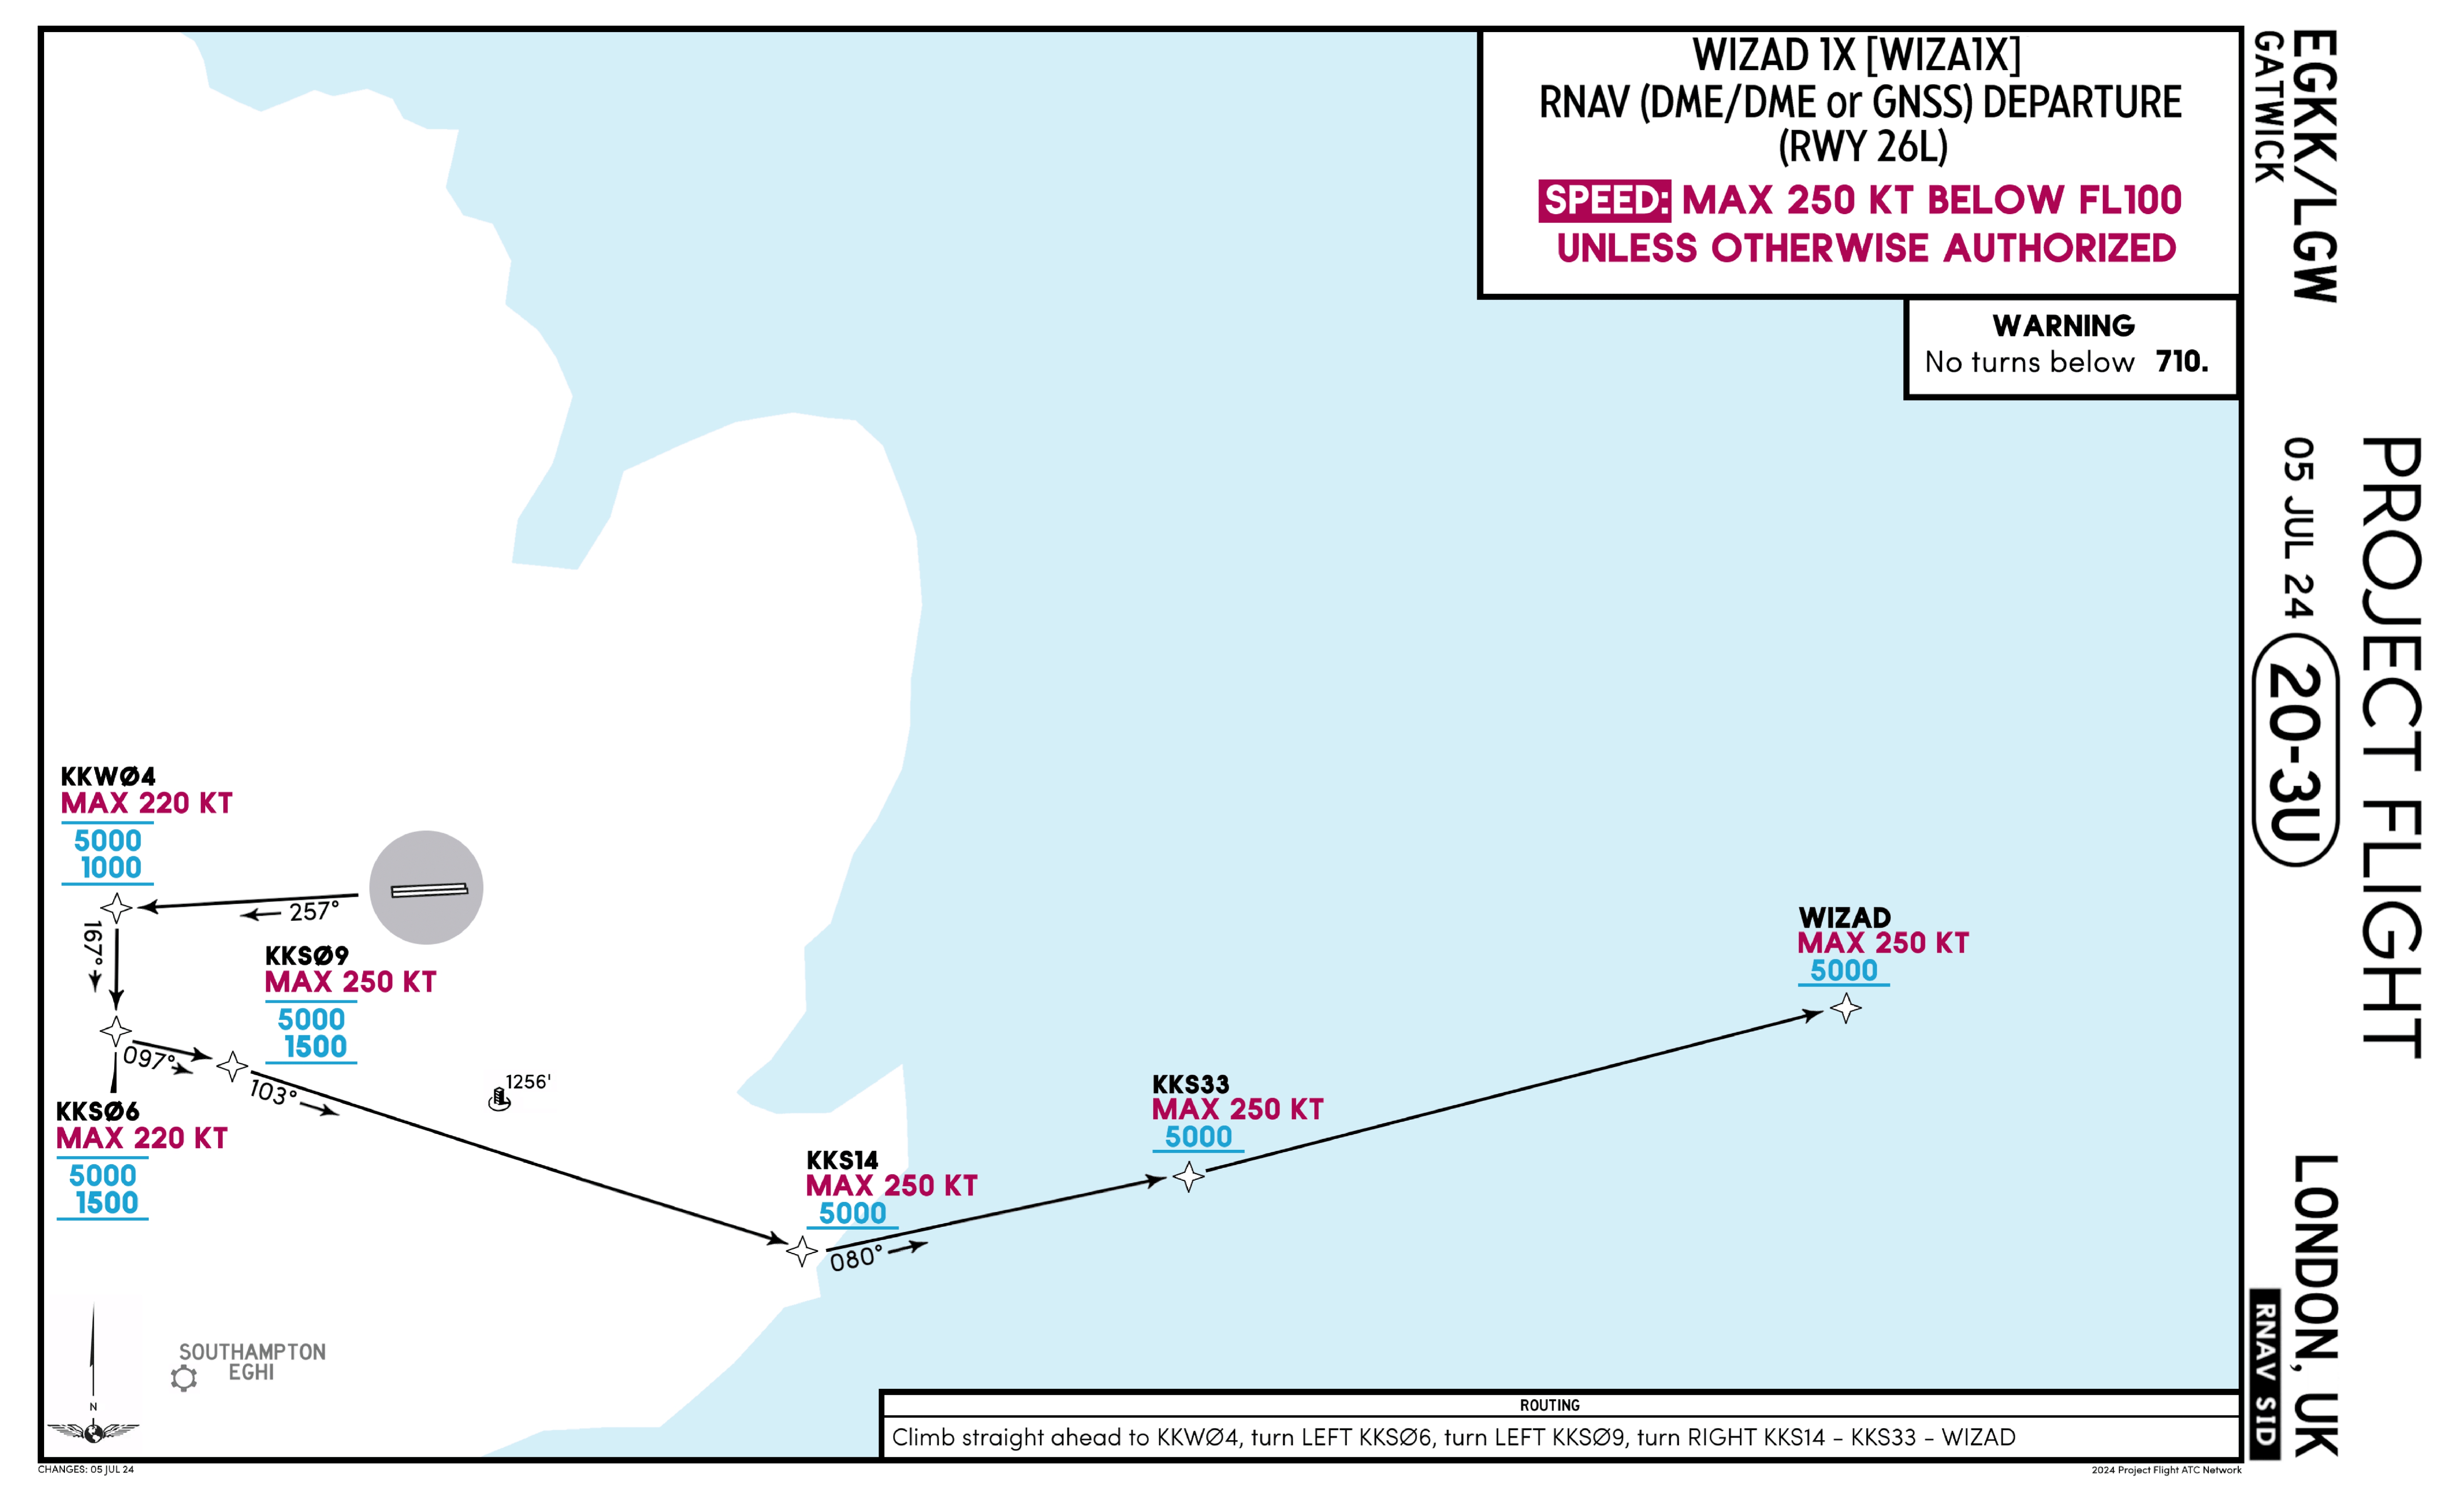 WIZAD 1X [WIZA1X]
RNAV (DME/DME or GNSS) DEPARTURE
(RWY 26L)
SPEED: MAX 250 KT BELOW FL100
UNLESS OTHERWISE AUTHORIZED
WARNING
No turns below 710.
EGKK/LGW
GATWICK
05 JUL 24
20-3U
PROJECT FLIGHT
LONDON, UK
RNAV SID
KKWØ4
MAX 220 KT
5000
1000
257°
167°
KKSØ9
MAX 250 KT
5000
1500
097°
103°
KKSØ6
MAX 220 KT
5000
1500
1256'
KKS14
MAX 250 KT
5000
080°
KKS33
MAX 250 KT
5000
WIZAD
MAX 250 KT
5000
SOUTHAMPTON
EGHI
N
ROUTING
Climb straight ahead to KKWØ4, turn LEFT KKSØ6, turn LEFT KKSØ9, turn RIGHT KKS14 - KKS33 - WIZAD
CHANGES: 05 JUL 24
2024 Project Flight ATC Network